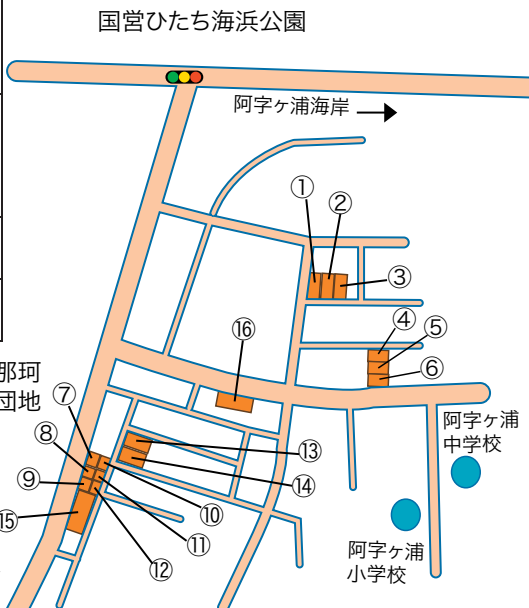 国営ひたち海浜公園
阿字ヶ浦海岸
①
②
③
④
⑤
⑥
⑯
那珂
団地
⑦
⑧
⑨
⑮
⑬
⑭
⑩
⑪
⑫
阿字ヶ浦
中学校
阿字ヶ浦
小学校